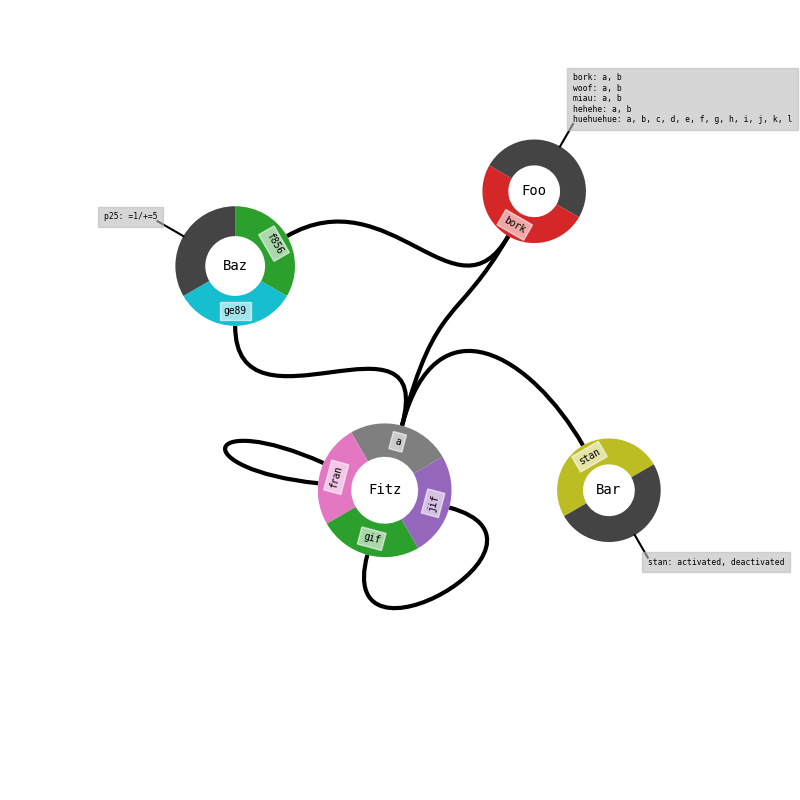 bork: a, b
woof: a, b
miau: a, b
hehehe: a, b
huehuehue: a, b, c, d, e, f, g, h, i, j, k, l
Foo
bork
p25: =1/+=5
f856
Baz
ge89
a
fran
Fitz
jif
gif
stan
Bar
stan: activated, deactivated